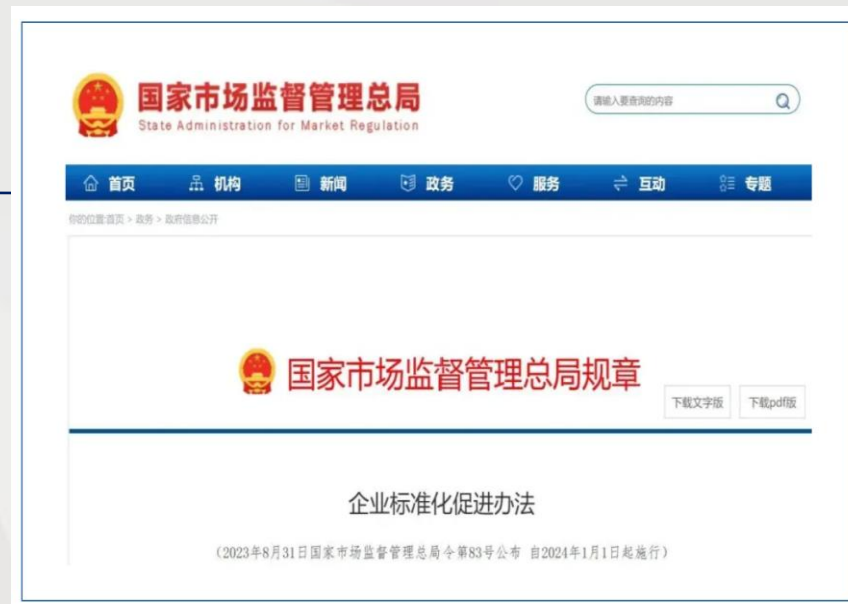 国家市场监督管理总局
State Administration for Market Regulation
请输入要查询的内容
首页 机构 新闻 政务 服务 互动 专题
你的位置:首页 > 政务 > 政府信息公开
国家市场监督管理总局规章
下载文字版 下载pdf版
企业标准化促进办法
（2023年8月31日国家市场监督管理总局令第83号公布 自2024年1月1日起施行）